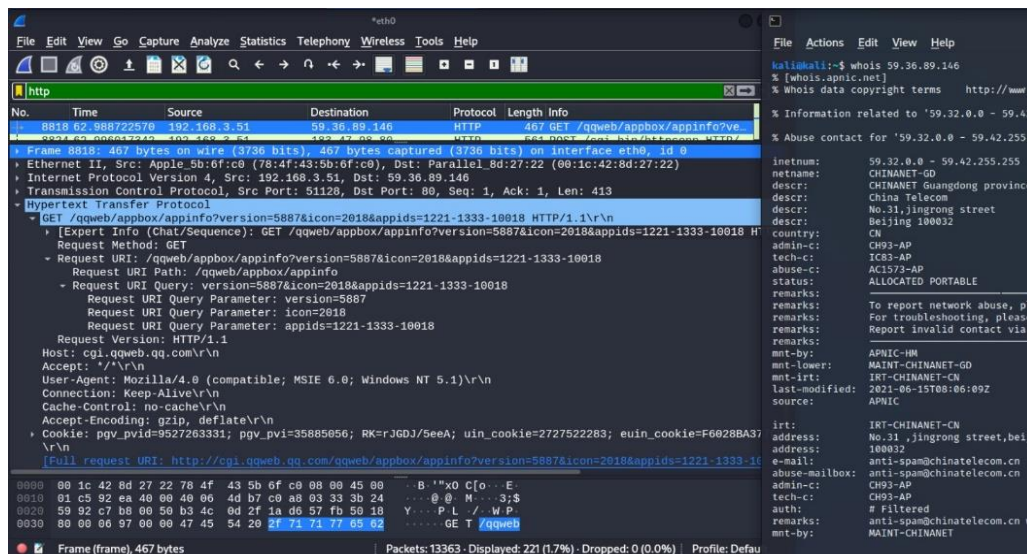 *eth0
File Edit View Go Capture Analyze Statistics Telephony Wireless Tools Help
http
No. Time Source Destination Protocol Length Info
8818 62.988722570 192.168.3.51 59.36.89.146 HTTP 467 GET /qqweb/appbox/appinfo?ve…
Frame 8818: 467 bytes on wire (3736 bits), 467 bytes captured (3736 bits) on interface eth0, id 0
Ethernet II, Src: Apple_5b:6f:c0 (78:4f:43:5b:6f:c0), Dst: Parallel_8d:27:22 (00:1c:42:8d:27:22)
Internet Protocol Version 4, Src: 192.168.3.51, Dst: 59.36.89.146
Transmission Control Protocol, Src Port: 51128, Dst Port: 80, Seq: 1, Ack: 1, Len: 413
Hypertext Transfer Protocol
GET /qqweb/appbox/appinfo?version=5887&icon=2018&appids=1221-1333-10018 HTTP/1.1\r\n
[Expert Info (Chat/Sequence): GET /qqweb/appbox/appinfo?version=5887&icon=2018&appids=1221-1333-10018 HT
Request Method: GET
Request URI: /qqweb/appbox/appinfo?version=5887&icon=2018&appids=1221-1333-10018
Request URI Path: /qqweb/appbox/appinfo
Request URI Query: version=5887&icon=2018&appids=1221-1333-10018
Request URI Query Parameter: version=5887
Request URI Query Parameter: icon=2018
Request URI Query Parameter: appids=1221-1333-10018
Request Version: HTTP/1.1
Host: cgi.qqweb.qq.com\r\n
Accept: */*\r\n
User-Agent: Mozilla/4.0 (compatible; MSIE 6.0; Windows NT 5.1)\r\n
Connection: Keep-Alive\r\n
Cache-Control: no-cache\r\n
Accept-Encoding: gzip, deflate\r\n
Cookie: pgv_pvid=9527263331; pgv_pvi=35885056; RK=rJGDJ/5eeA; uin_cookie=2727522283; euin_cookie=F6028BA37
\r\n
[Full request URI: http://cgi.qqweb.qq.com/qqweb/appbox/appinfo?version=5887&icon=2018&appids=1221-1333-10
0000 00 1c 42 8d 27 22 78 4f 43 5b 6f c0 08 00 45 00 ··B·'"xO C[o···E·
0010 01 c5 92 ea 40 00 40 06 4d b7 c0 a8 03 33 3b 24 ····@·@· M····3;$
0020 59 92 c7 b8 00 50 b3 4c 0d 2f 1a d6 57 fb 50 18 Y····P·L ·/··W·P·
0030 80 00 06 97 00 00 47 45 54 20 2f 71 71 77 65 62 ······GE T /qqweb
Frame (frame), 467 bytes Packets: 13363 · Displayed: 221 (1.7%) · Dropped: 0 (0.0%) Profile: Defau
File Actions Edit View Help
kali@kali:~$ whois 59.36.89.146
% [whois.apnic.net]
% Whois data copyright terms http://www
% Information related to '59.32.0.0 - 59.4
% Abuse contact for '59.32.0.0 - 59.42.255
inetnum: 59.32.0.0 - 59.42.255.255
netname: CHINANET-GD
descr: CHINANET Guangdong provinc
descr: China Telecom
descr: No.31,jingrong street
descr: Beijing 100032
country: CN
admin-c: CH93-AP
tech-c: IC83-AP
abuse-c: AC1573-AP
status: ALLOCATED PORTABLE
remarks:
remarks: To report network abuse, p
remarks: For troubleshooting, pleas
remarks: Report invalid contact via
remarks:
mnt-by: APNIC-HM
mnt-lower: MAINT-CHINANET-GD
mnt-irt: IRT-CHINANET-CN
last-modified: 2021-06-15T08:06:09Z
source: APNIC
irt: IRT-CHINANET-CN
address: No.31 ,jingrong street,bei
address: 100032
e-mail: anti-spam@chinatelecom.cn
abuse-mailbox: anti-spam@chinatelecom.cn
admin-c: CH93-AP
tech-c: CH93-AP
auth: # Filtered
remarks: anti-spam@chinatelecom.cn
mnt-by: MAINT-CHINANET